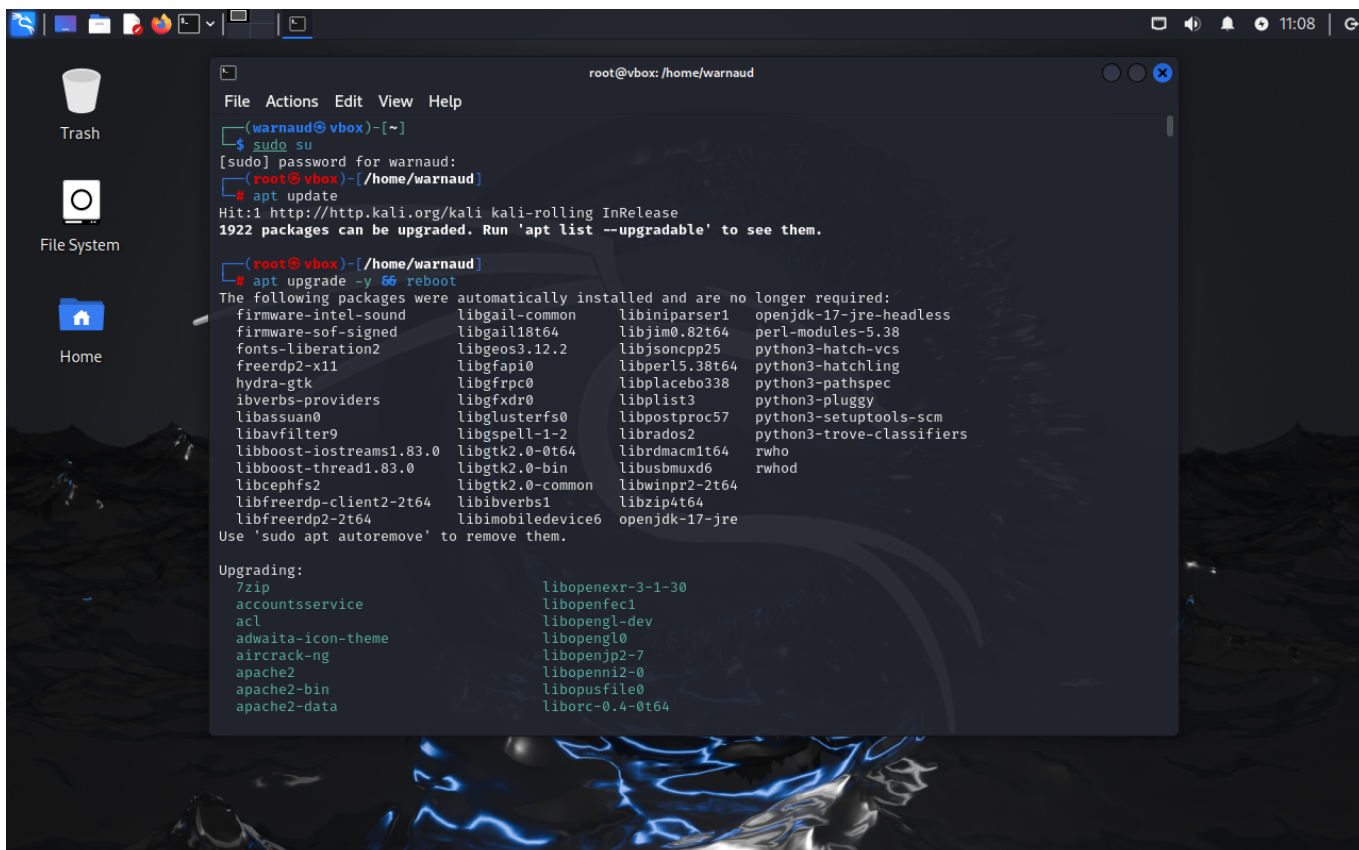 11:08
Trash
File System
Home
root@vbox: /home/warnaud
File Actions Edit View Help
┌──(warnaud㉿vbox)-[~]
└─$ sudo su
[sudo] password for warnaud:
┌──(root㉿vbox)-[/home/warnaud]
└─# apt update
Hit:1 http://http.kali.org/kali kali-rolling InRelease
1922 packages can be upgraded. Run 'apt list --upgradable' to see them.
┌──(root㉿vbox)-[/home/warnaud]
└─# apt upgrade -y && reboot
The following packages were automatically installed and are no longer required:
firmware-intel-sound libgail-common libiniparser1 openjdk-17-jre-headless
firmware-sof-signed libgail18t64 libjim0.82t64 perl-modules-5.38
fonts-liberation2 libgeos3.12.2 libjsoncpp25 python3-hatch-vcs
freerdp2-x11 libgfapi0 libperl5.38t64 python3-hatchling
hydra-gtk libgfrpc0 libplacebo338 python3-pathspec
ibverbs-providers libgfxdr0 libplist3 python3-pluggy
libassuan0 libglusterfs0 libpostproc57 python3-setuptools-scm
libavfilter9 libgspell-1-2 librados2 python3-trove-classifiers
libboost-iostreams1.83.0 libgtk2.0-0t64 librdmacm1t64 rwho
libboost-thread1.83.0 libgtk2.0-bin libusbmuxd6 rwhod
libcephfs2 libgtk2.0-common libwinpr2-2t64
libfreerdp-client2-2t64 libibverbs1 libzip4t64
libfreerdp2-2t64 libimobiledevice6 openjdk-17-jre
Use 'sudo apt autoremove' to remove them.
Upgrading:
7zip libopenexr-3-1-30
accountsservice libopenfec1
acl libopengl-dev
adwaita-icon-theme libopengl0
aircrack-ng libopenjp2-7
apache2 libopenni2-0
apache2-bin libopusfile0
apache2-data liborc-0.4-0t64